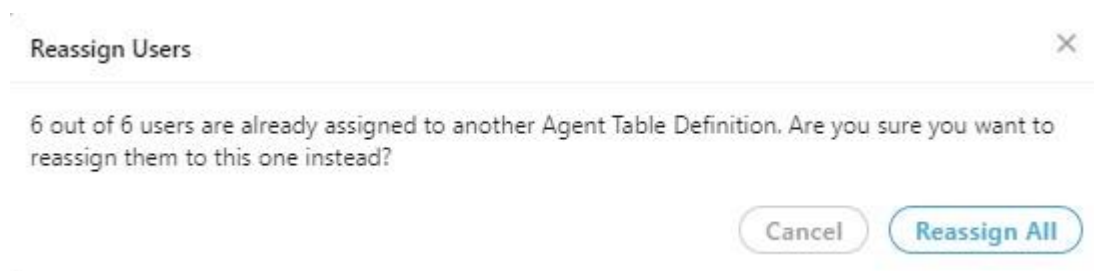 Reassign Users
6 out of 6 users are already assigned to another Agent Table Definition. Are you sure you want to
reassign them to this one instead?
Cancel
Reassign All